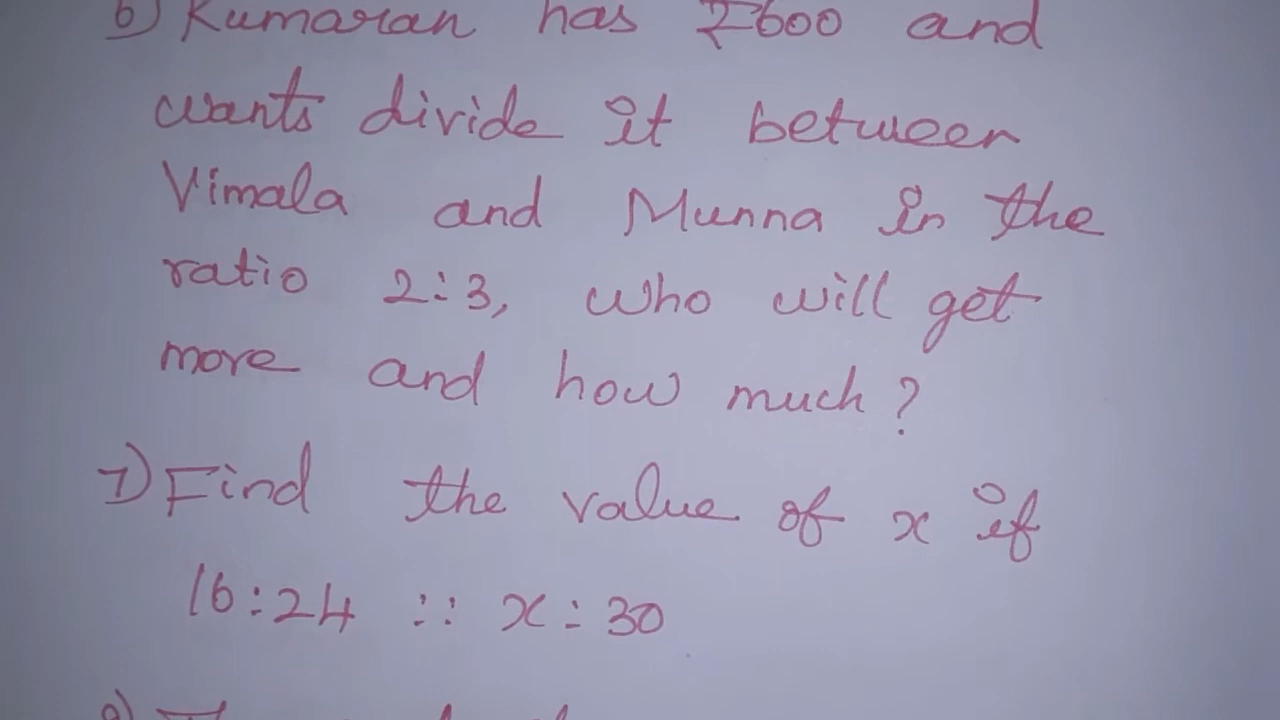 6) Kumaran has ₹600 and
wants divide it between
Vimala and Munna in the
ratio 2:3, who will get
more and how much?
7) Find the value of x if
16:24 :: x:30